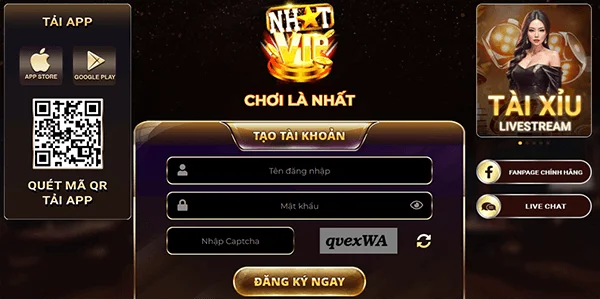 TẢI APP
APP STORE
GOOGLE PLAY
QUÉT MÃ QR
TẢI APP
NHẤT
VIP
CHƠI LÀ NHẤT
TẠO TÀI KHOẢN
Tên đăng nhập
Mật khẩu
Nhập Captcha
qvexWA
ĐĂNG KÝ NGAY
TÀI XỈU
LIVESTREAM
FANPAGE CHÍNH HÃNG
LIVE CHAT